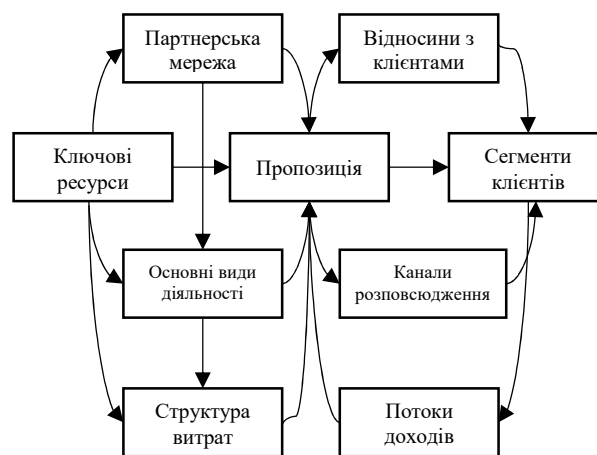 Партнерська
мережа
Відносини з
клієнтами
Ключові
ресурси
Пропозиція
Сегменти
клієнтів
Основні види
діяльності
Канали
розповсюдження
Структура
витрат
Потоки
доходів